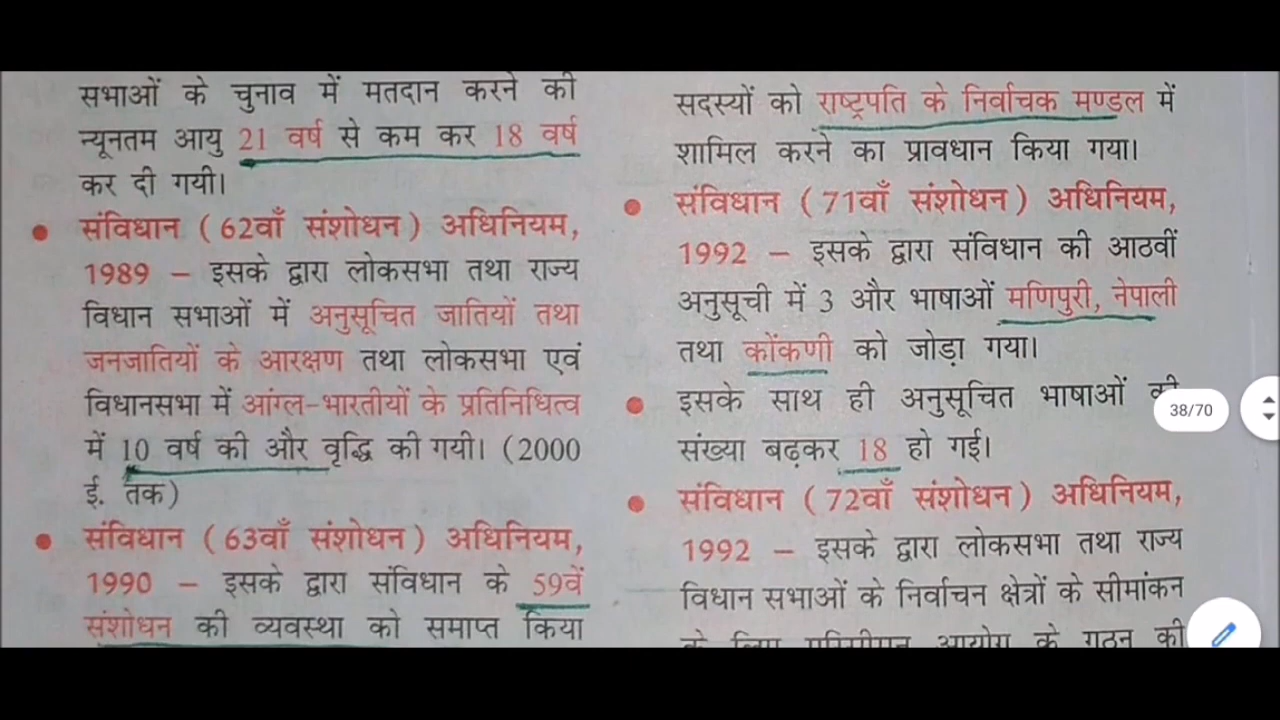 सभाओं के चुनाव में मतदान करने की
न्यूनतम आयु 21 वर्ष से कम कर 18 वर्ष
कर दी गयी।
• संविधान ( 62वाँ संशोधन ) अधिनियम,
1989 – इसके द्वारा लोकसभा तथा राज्य
विधान सभाओं में अनुसूचित जातियों तथा
जनजातियों के आरक्षण तथा लोकसभा एवं
विधानसभा में आंग्ल-भारतीयों के प्रतिनिधित्व
में 10 वर्ष की और वृद्धि की गयी। (2000
ई. तक)
• संविधान ( 63वाँ संशोधन ) अधिनियम,
1990 – इसके द्वारा संविधान के 59वें
संशोधन की व्यवस्था को समाप्त किया
सदस्यों को राष्ट्रपति के निर्वाचक मण्डल में
शामिल करने का प्रावधान किया गया।
• संविधान ( 71वाँ संशोधन ) अधिनियम,
1992 – इसके द्वारा संविधान की आठवीं
अनुसूची में 3 और भाषाओं मणिपुरी, नेपाली
तथा कोंकणी को जोड़ा गया।
• इसके साथ ही अनुसूचित भाषाओं की
संख्या बढ़कर 18 हो गई।
• संविधान ( 72वाँ संशोधन ) अधिनियम,
1992 – इसके द्वारा लोकसभा तथा राज्य
विधान सभाओं के निर्वाचन क्षेत्रों के सीमांकन
के लिए परिसीमन आयोग के गठन की
38/70